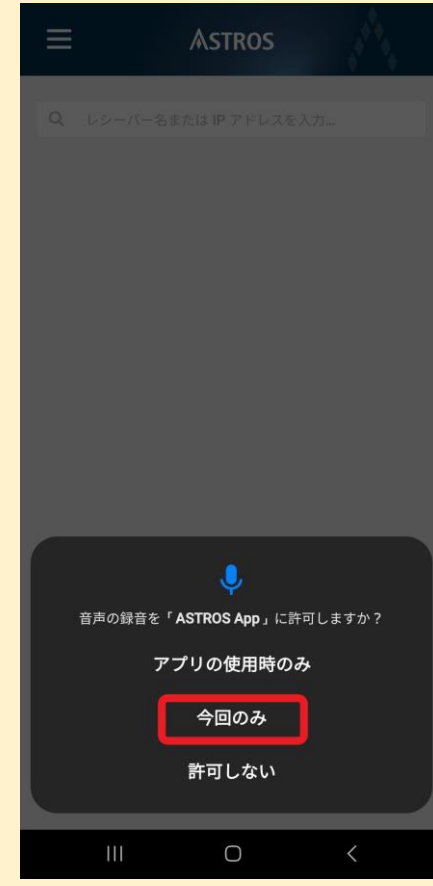 ASTROS
レシーバー名または IP アドレスを入力...
音声の録音を「ASTROS App」に許可しますか？
アプリの使用時のみ
今回のみ
許可しない